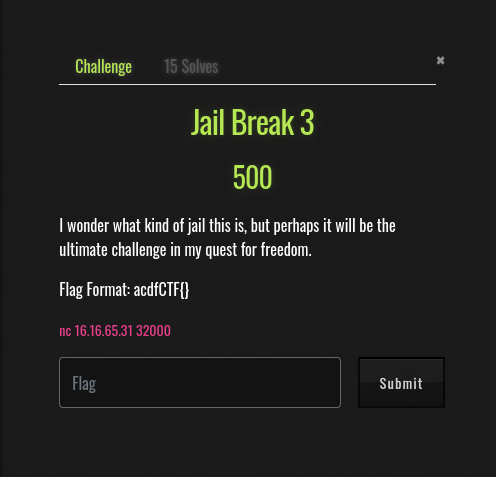 Challenge
15 Solves
✖
Jail Break 3
500
I wonder what kind of jail this is, but perhaps it will be the
ultimate challenge in my quest for freedom.
Flag Format: acdfCTF{}
nc 16.16.65.31 32000
Flag
Submit